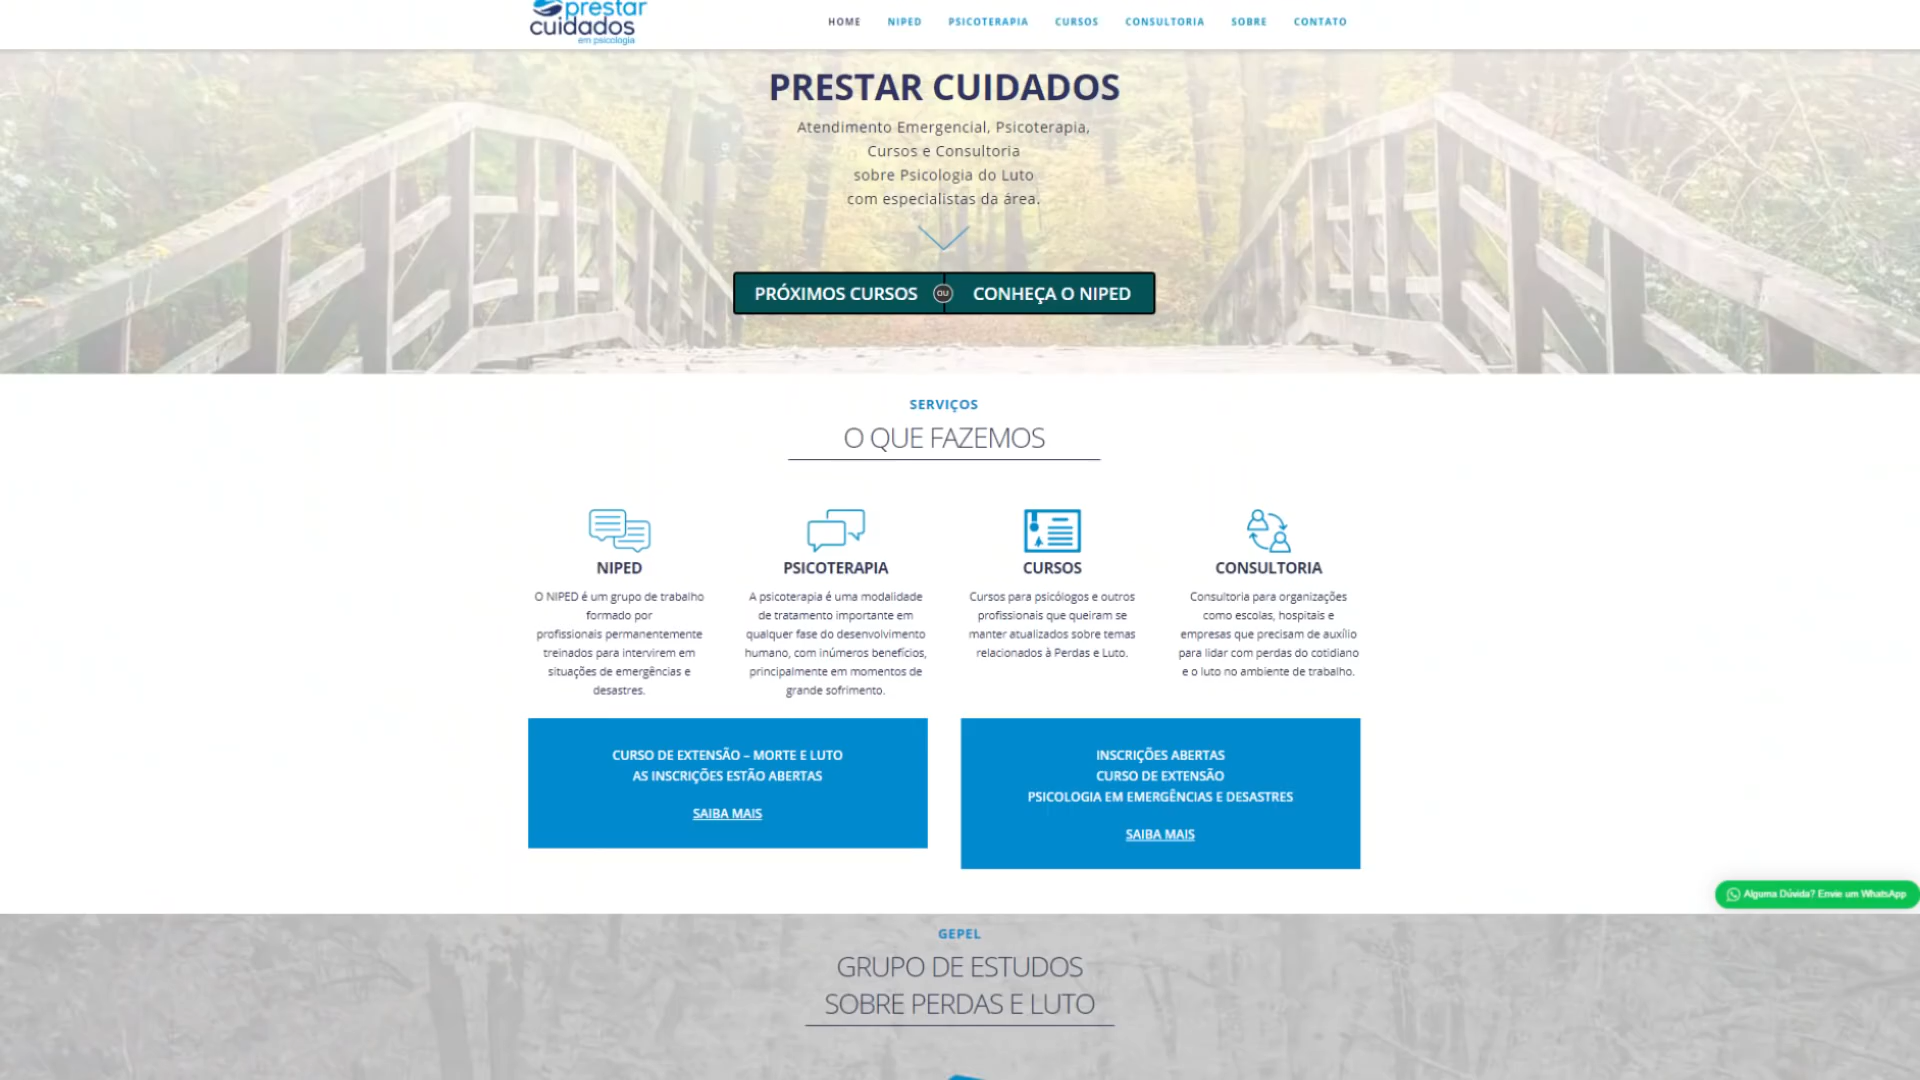 prestar
cuidados
em psicologia
HOME NIPED PSICOTERAPIA CURSOS CONSULTORIA SOBRE CONTATO
PRESTAR CUIDADOS
Atendimento Emergencial, Psicoterapia,
Cursos e Consultoria
sobre Psicologia do Luto
com especialistas da área.
PRÓXIMOS CURSOS OU CONHEÇA O NIPED
SERVIÇOS
O QUE FAZEMOS
NIPED
O NIPED é um grupo de trabalho
formado por
profissionais permanentemente
treinados para intervirem em
situações de emergências e
desastres.
PSICOTERAPIA
A psicoterapia é uma modalidade
de tratamento importante em
qualquer fase do desenvolvimento
humano, com inúmeros benefícios,
principalmente em momentos de
grande sofrimento.
CURSOS
Cursos para psicólogos e outros
profissionais que queiram se
manter atualizados sobre temas
relacionados à Perdas e Luto.
CONSULTORIA
Consultoria para organizações
como escolas, hospitais e
empresas que precisam de auxílio
para lidar com perdas do cotidiano
e o luto no ambiente de trabalho.
CURSO DE EXTENSÃO – MORTE E LUTO
AS INSCRIÇÕES ESTÃO ABERTAS
SAIBA MAIS
INSCRIÇÕES ABERTAS
CURSO DE EXTENSÃO
PSICOLOGIA EM EMERGÊNCIAS E DESASTRES
SAIBA MAIS
Alguma Dúvida? Envie um WhatsApp
GEPEL
GRUPO DE ESTUDOS
SOBRE PERDAS E LUTO